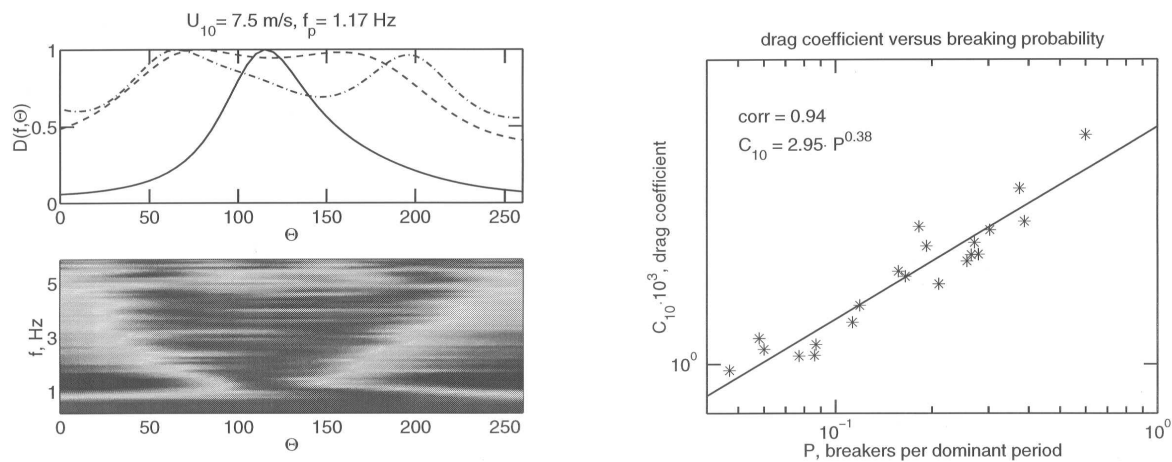 U10= 7.5 m/s, fp= 1.17 Hz
1
0.5
0
D(f,Θ)
0 50 100 150 200 250
Θ
5
3
1
f, Hz
0 50 100 150 200 250
Θ
drag coefficient versus breaking probability
corr = 0.94
C10 = 2.95· P^0.38
C10·10^3, drag coefficient
10^0
10^-1 10^0
P, breakers per dominant period